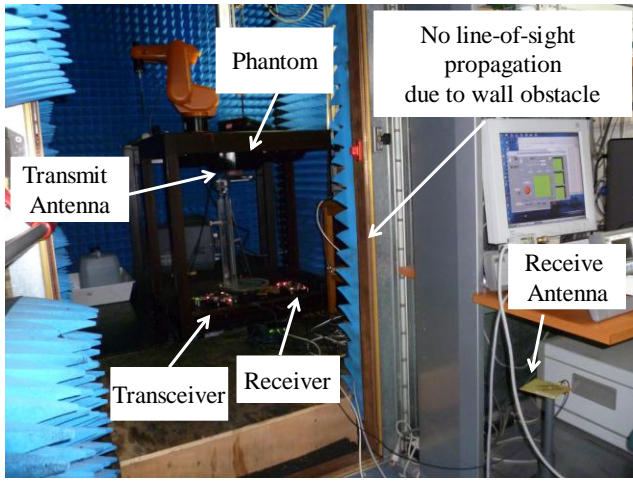 Phantom
No line-of-sight
propagation
due to wall obstacle
Transmit
Antenna
Receive
Antenna
Transceiver
Receiver